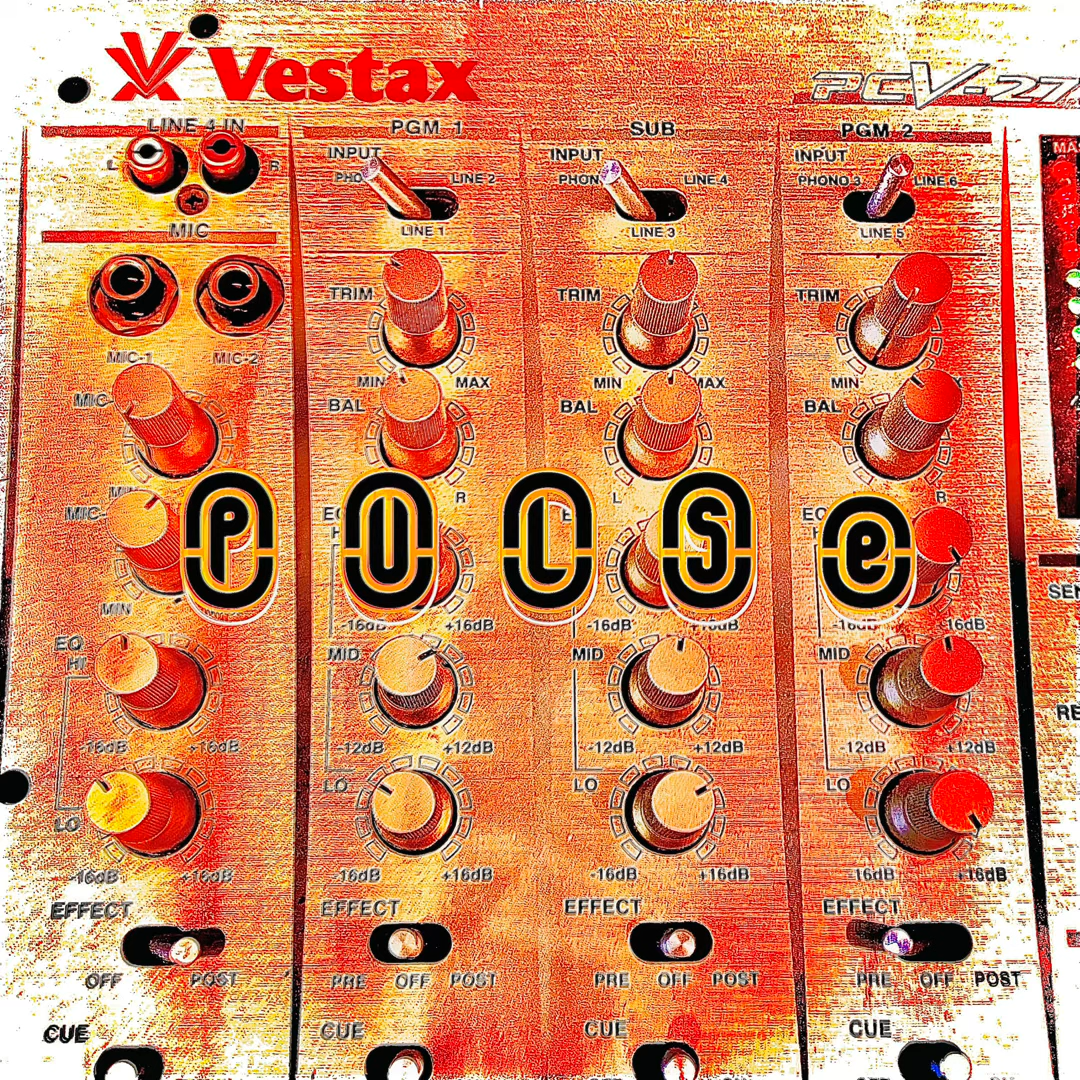 Vestax
PCV-27
LINE 4 IN PGM 1 SUB PGM 2
L R
INPUT INPUT INPUT
LINE 2 LINE 4 PHONO 3 LINE 6
LINE 1 LINE 3 LINE 5
MIC
TRIM TRIM TRIM
MIC-1 MIC-2
MIN MAX MIN MAX MIN
BAL BAL BAL
R L R
PULSe
MIN
-16dB +16dB -16dB +16dB -16dB
EQ
HI
MID MID MID
-16dB +16dB -12dB +12dB -12dB +12dB -12dB +12dB
LO LO LO LO
-16dB +16dB -16dB +16dB -16dB +16dB 16dB +16dB
EFFECT EFFECT EFFECT EFFECT
OFF POST PRE OFF POST PRE OFF POST PRE OFF POST
CUE CUE CUE CUE